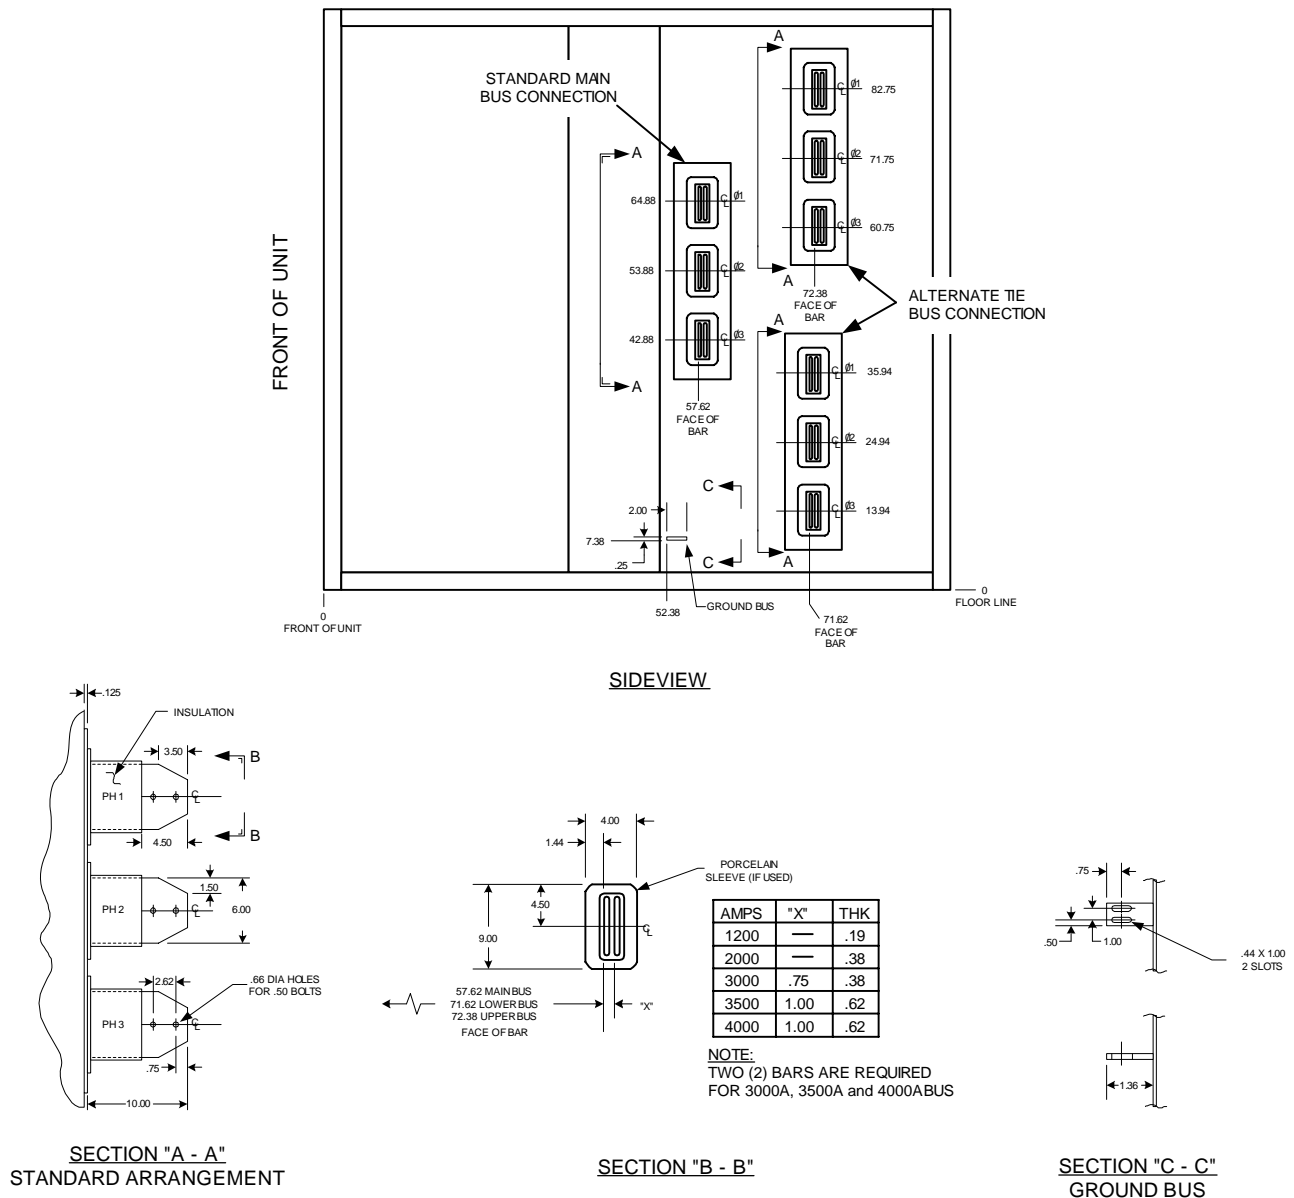 A
STANDARD MAIN
BUS CONNECTION
℄ Ø1 82.75
A
℄ Ø2 71.75
64.88 ℄ Ø1
℄ Ø3 60.75
FRONT OF UNIT
53.88 ℄ Ø2
A
72.38
FACE OF
BAR
ALTERNATE TIE
BUS CONNECTION
A
42.88 ℄ Ø3
℄ Ø1 35.94
A
57.62
FACE OF
BAR
℄ Ø2 24.94
C
2.00
℄ Ø3 13.94
7.38
.25
C
A
0
FLOOR LINE
0
FRONT OF UNIT
52.38
GROUND BUS
71.62
FACE OF
BAR
SIDEVIEW
.125
INSULATION
3.50
B
PH 1 ℄
4.50
B
1.50
PH 2 ℄
6.00
2.62
.66 DIA HOLES
FOR .50 BOLTS
PH 3 ℄
.75
10.00
SECTION "A - A"
STANDARD ARRANGEMENT
4.00
1.44
PORCELAIN
SLEEVE (IF USED)
4.50
9.00
℄
57.62 MAIN BUS
71.62 LOWER BUS
72.38 UPPER BUS
"X"
FACE OF BAR
AMPS "X" THK
1200 — .19
2000 — .38
3000 .75 .38
3500 1.00 .62
4000 1.00 .62
NOTE:
TWO (2) BARS ARE REQUIRED
FOR 3000A, 3500A and 4000A BUS
SECTION "B - B"
.75
.50
1.00
.44 X 1.00
2 SLOTS
1.36
SECTION "C - C"
GROUND BUS